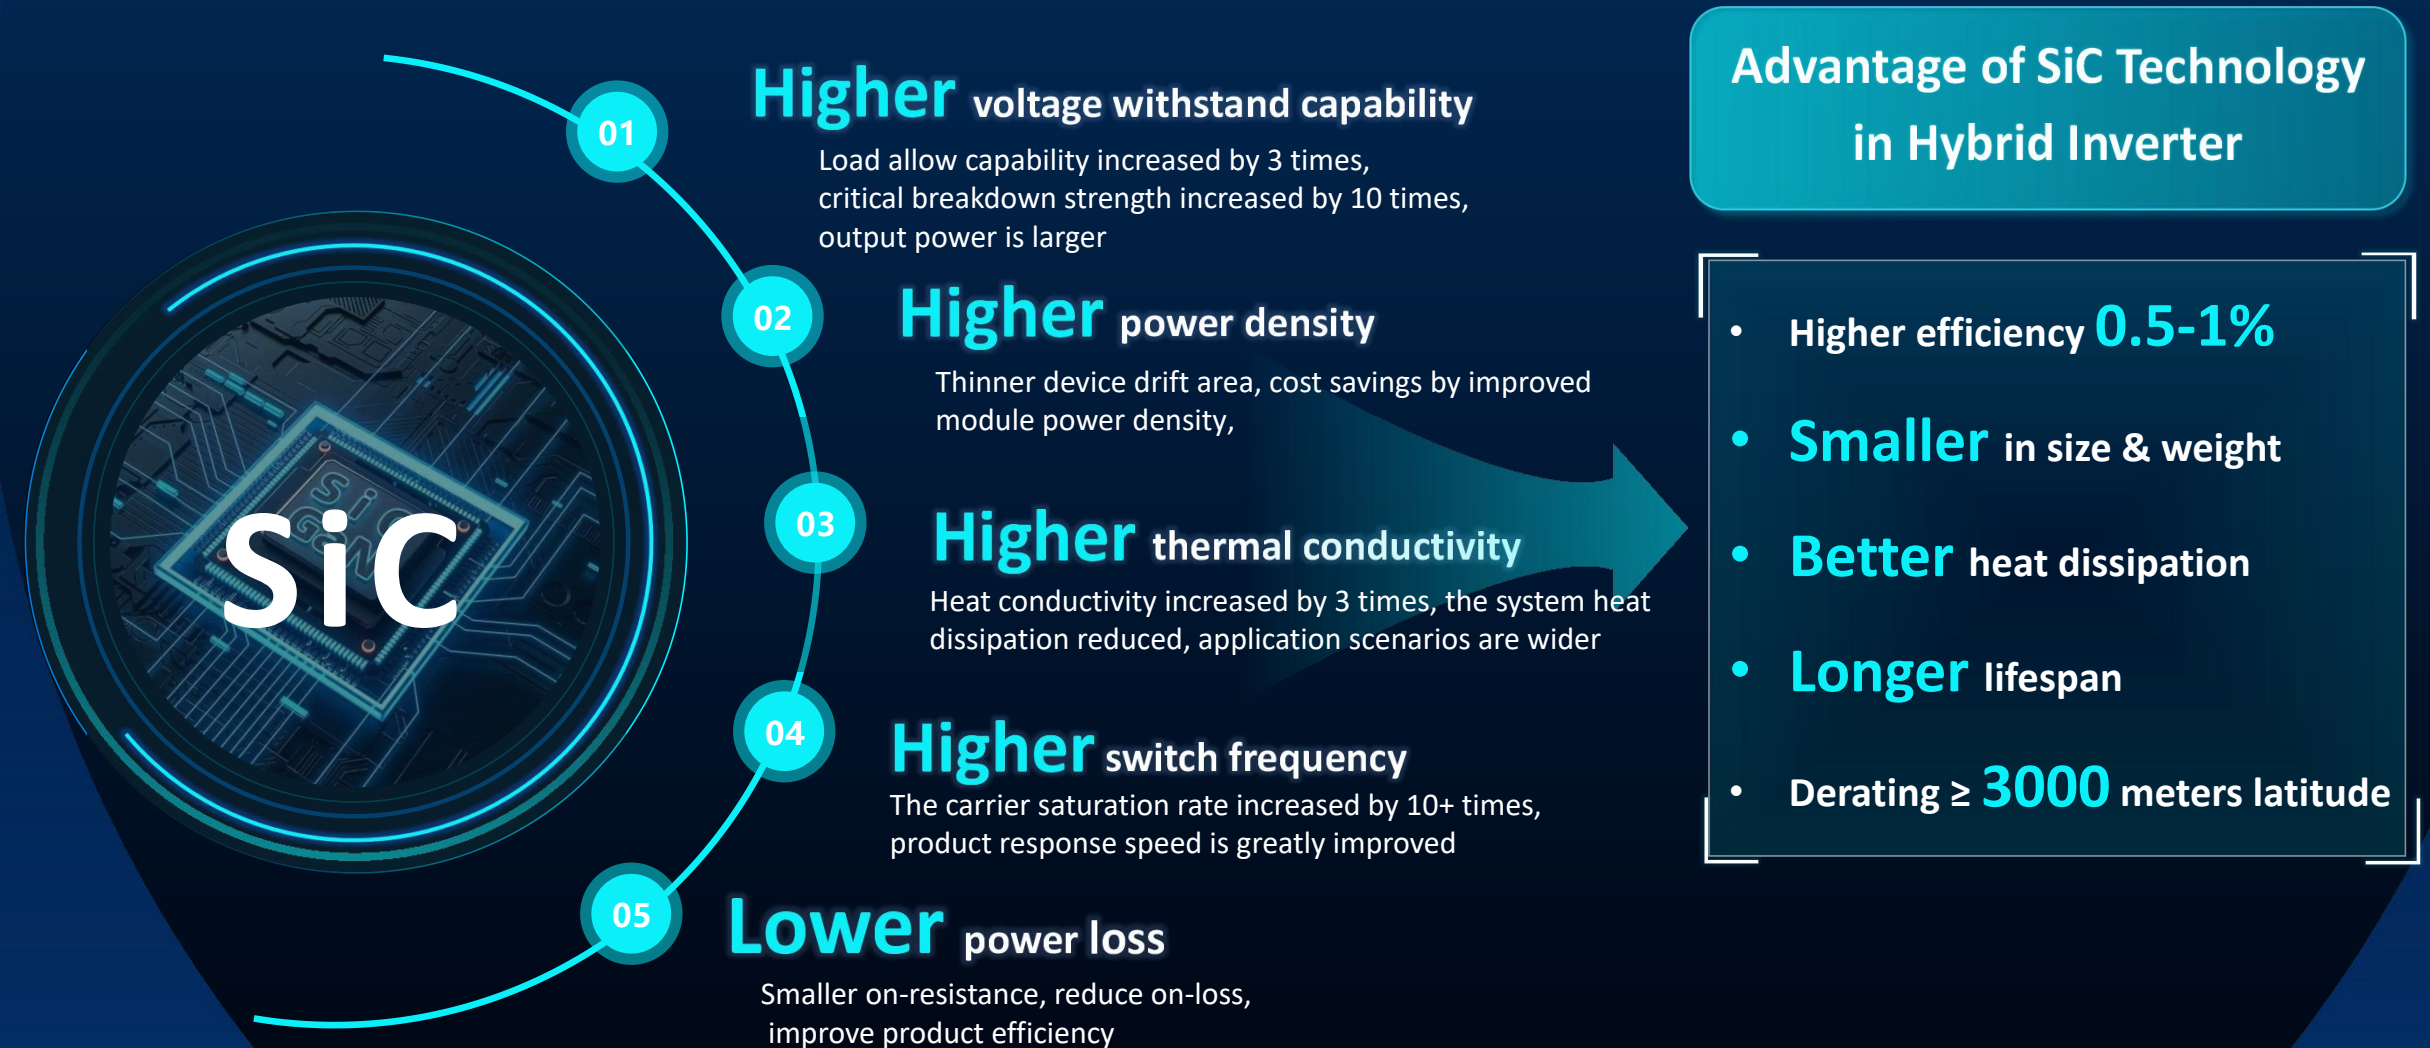 01
Higher voltage withstand capability
Load allow capability increased by 3 times,
critical breakdown strength increased by 10 times,
output power is larger
02
Higher power density
Thinner device drift area, cost savings by improved
module power density,
SiC
Si C
GaN
03
Higher thermal conductivity
Heat conductivity increased by 3 times, the system heat
dissipation reduced, application scenarios are wider
04
Higher switch frequency
The carrier saturation rate increased by 10+ times,
product response speed is greatly improved
05
Lower power loss
Smaller on-resistance, reduce on-loss,
improve product efficiency
Advantage of SiC Technology
in Hybrid Inverter
• Higher efficiency 0.5-1%
• Smaller in size & weight
• Better heat dissipation
• Longer lifespan
• Derating ≥ 3000 meters latitude